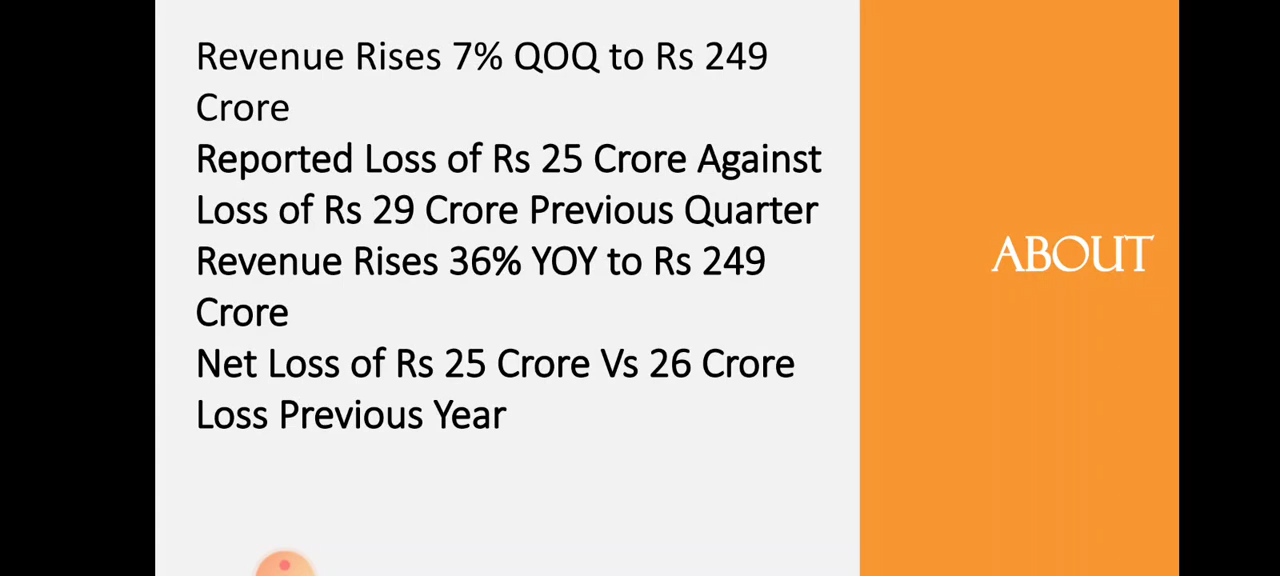 Revenue Rises 7% QOQ to Rs 249
Crore
Reported Loss of Rs 25 Crore Against
Loss of Rs 29 Crore Previous Quarter
Revenue Rises 36% YOY to Rs 249
Crore
Net Loss of Rs 25 Crore Vs 26 Crore
Loss Previous Year
ABOUT